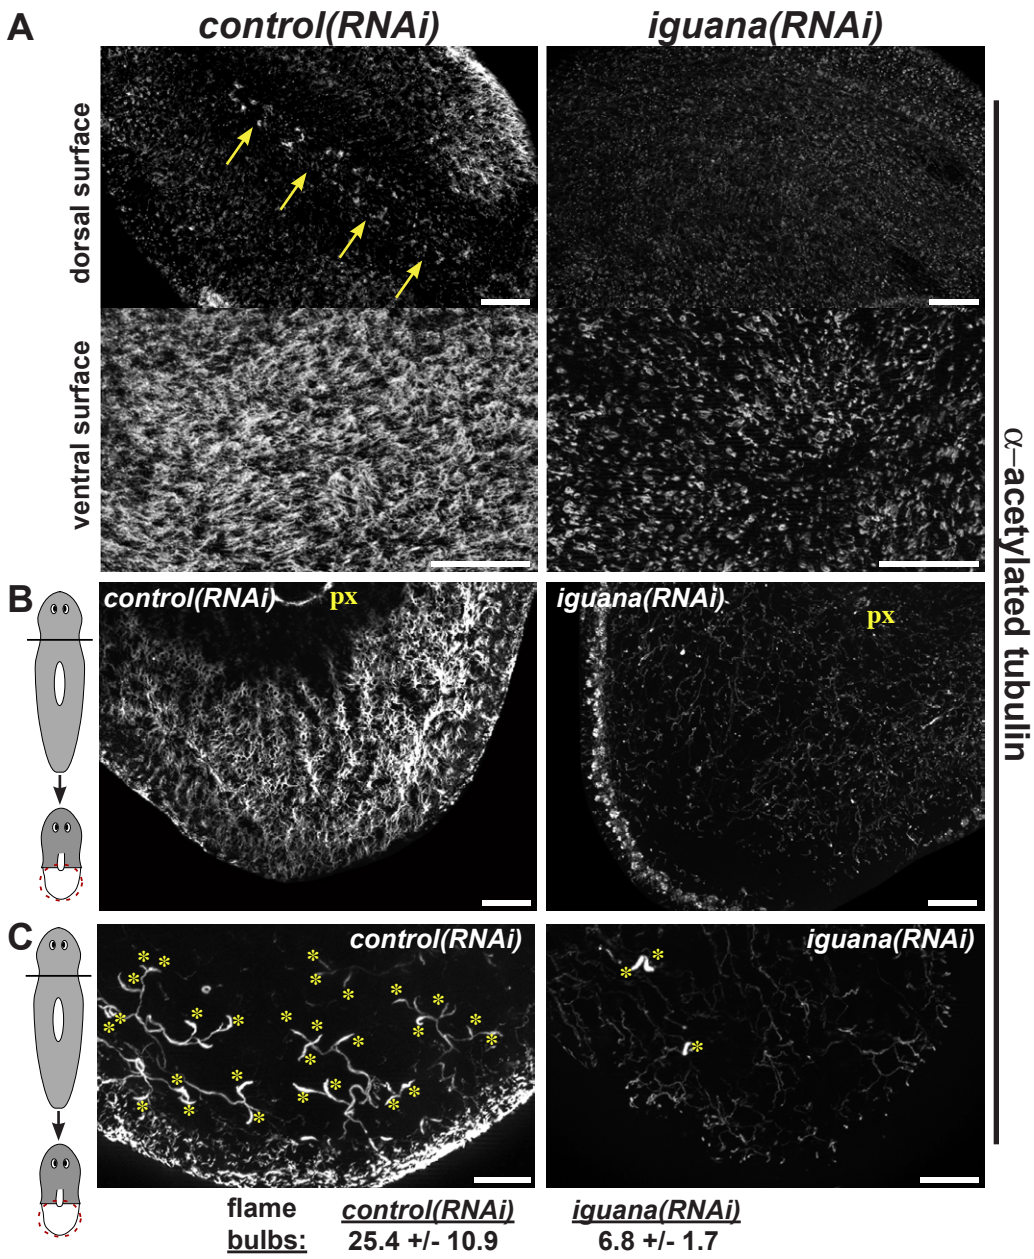 A
control(RNAi)
iguana(RNAi)
dorsal surface
ventral surface
α–acetylated tubulin
B
control(RNAi)
px
iguana(RNAi)
px
C
control(RNAi)
iguana(RNAi)
* * * * * * * * * * * * * * * * * * * * * * * * * * * * * *
* * *
flame control(RNAi) iguana(RNAi)
bulbs: 25.4 +/- 10.9 6.8 +/- 1.7